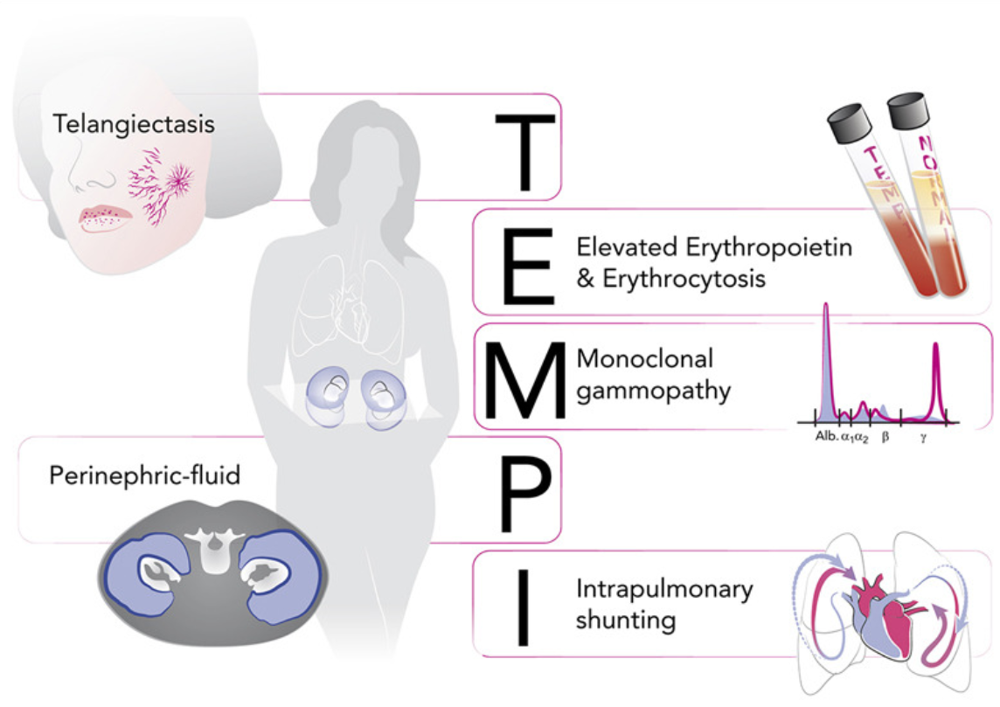 Telangiectasis
T
TEMPI
NORMAL
E
Elevated Erythropoietin
& Erythrocytosis
M
Monoclonal
gammopathy
Alb. α₁ α₂ β γ
P
Perinephric-fluid
I
Intrapulmonary
shunting